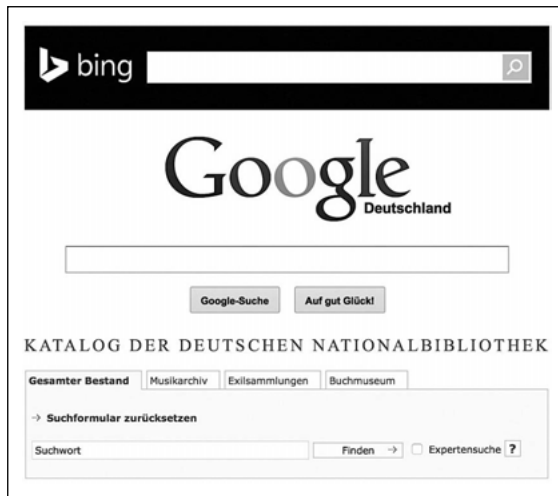 bing
Google
Deutschland
Google-Suche Auf gut Glück!
KATALOG DER DEUTSCHEN NATIONALBIBLIOTHEK
Gesamter Bestand Musikarchiv Exilsammlungen Buchmuseum
→ Suchformular zurücksetzen
Suchwort Finden → Expertensuche ?